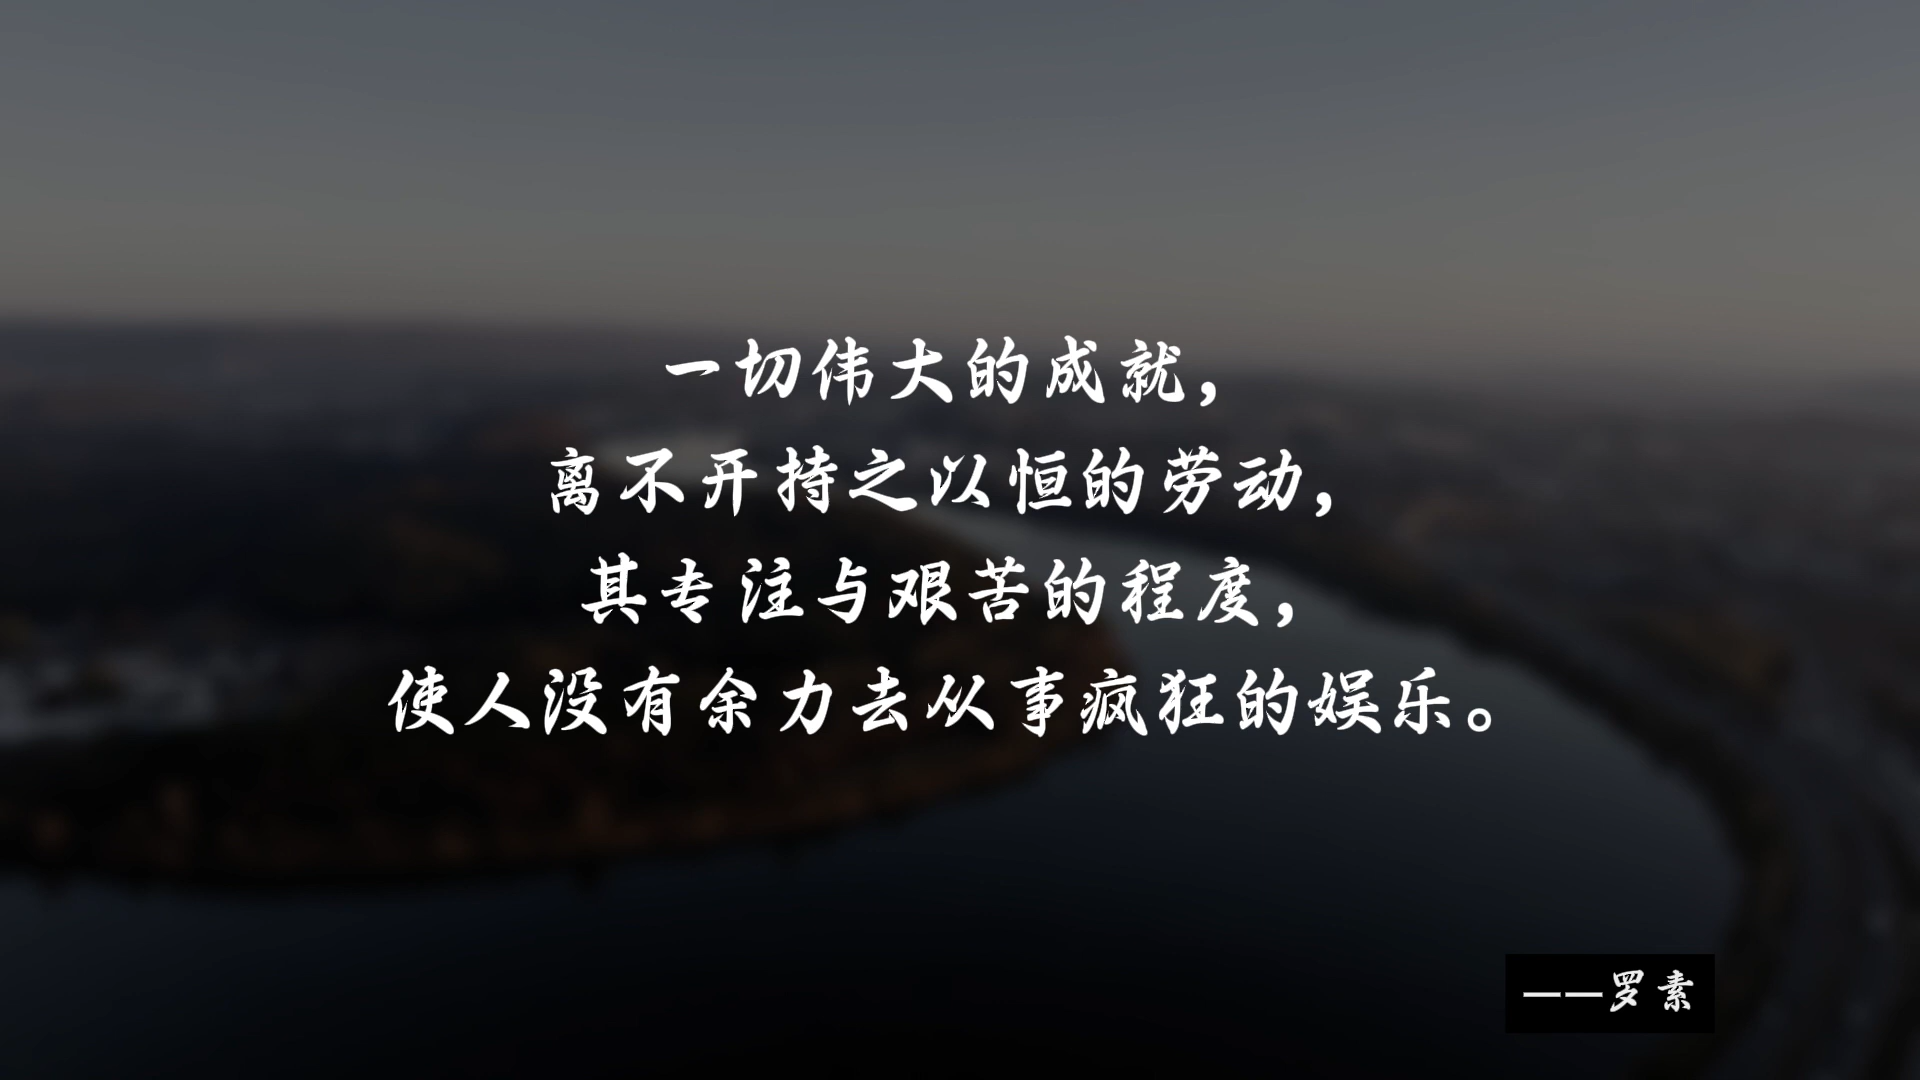 一切伟大的成就，
离不开持之以恒的劳动，
其专注与艰苦的程度，
使人没有余力去从事疯狂的娱乐。
——罗素